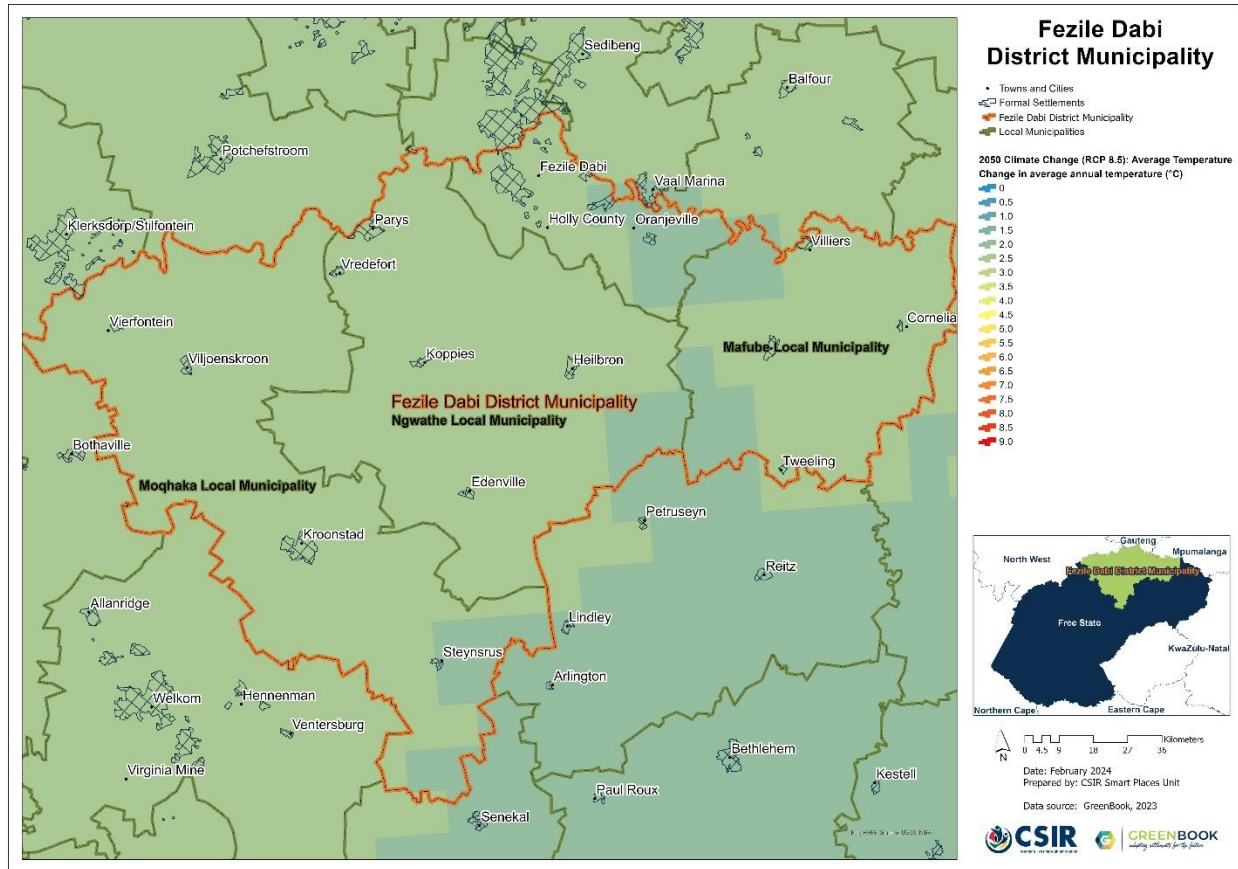 Fezile Dabi
District Municipality
Towns and Cities
Formal Settlements
Fezile Dabi District Municipality
Local Municipalities
2050 Climate Change (RCP 8.5): Average Temperature
Change in average annual temperature (°C)
0
0.5
1.0
1.5
2.0
2.5
3.0
3.5
4.0
4.5
5.0
5.5
6.0
6.5
7.0
7.5
8.0
8.5
9.0
Sedibeng
Balfour
Potchefstroom
Fezile Dabi
Vaal Marina
Klerksdorp/Stilfontein
Parys
Holly County
Oranjeville
Villiers
Vredefort
Vierfontein
Cornelia
Viljoenskroon
Koppies
Heilbron
Mafube Local Municipality
Fezile Dabi District Municipality
Ngwathe Local Municipality
Bothaville
Tweeling
Moqhaka Local Municipality
Edenville
Petruseyn
Kroonstad
Reitz
Allanridge
Lindley
Steynsrus
Arlington
Welkom
Hennenman
Ventersburg
Bethlehem
Virginia Mine
Kestell
Paul Roux
Senekal
Gauteng
North West
Mpumalanga
Fezile Dabi District Municipality
Free State
KwaZulu-Natal
Northern Cape
Eastern Cape
N
0 4.5 9 18 27 36
Kilometers
Date: February 2024
Prepared by: CSIR Smart Places Unit
Data source: GreenBook, 2023
CSIR
GREENBOOK
adapting settlements for the future